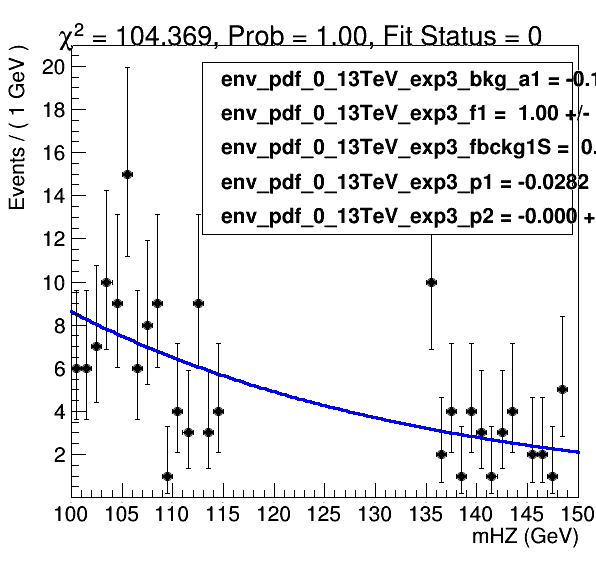 χ² = 104.369, Prob = 1.00, Fit Status = 0
Events / ( 1 GeV )
env_pdf_0_13TeV_exp3_bkg_a1 = -0.1
env_pdf_0_13TeV_exp3_f1 = 1.00 +/-
env_pdf_0_13TeV_exp3_fbckg1S = 0.
env_pdf_0_13TeV_exp3_p1 = -0.0282
env_pdf_0_13TeV_exp3_p2 = -0.000 +
20
18
16
14
12
10
8
6
4
2
100 105 110 115 120 125 130 135 140 145 150
mHZ (GeV)